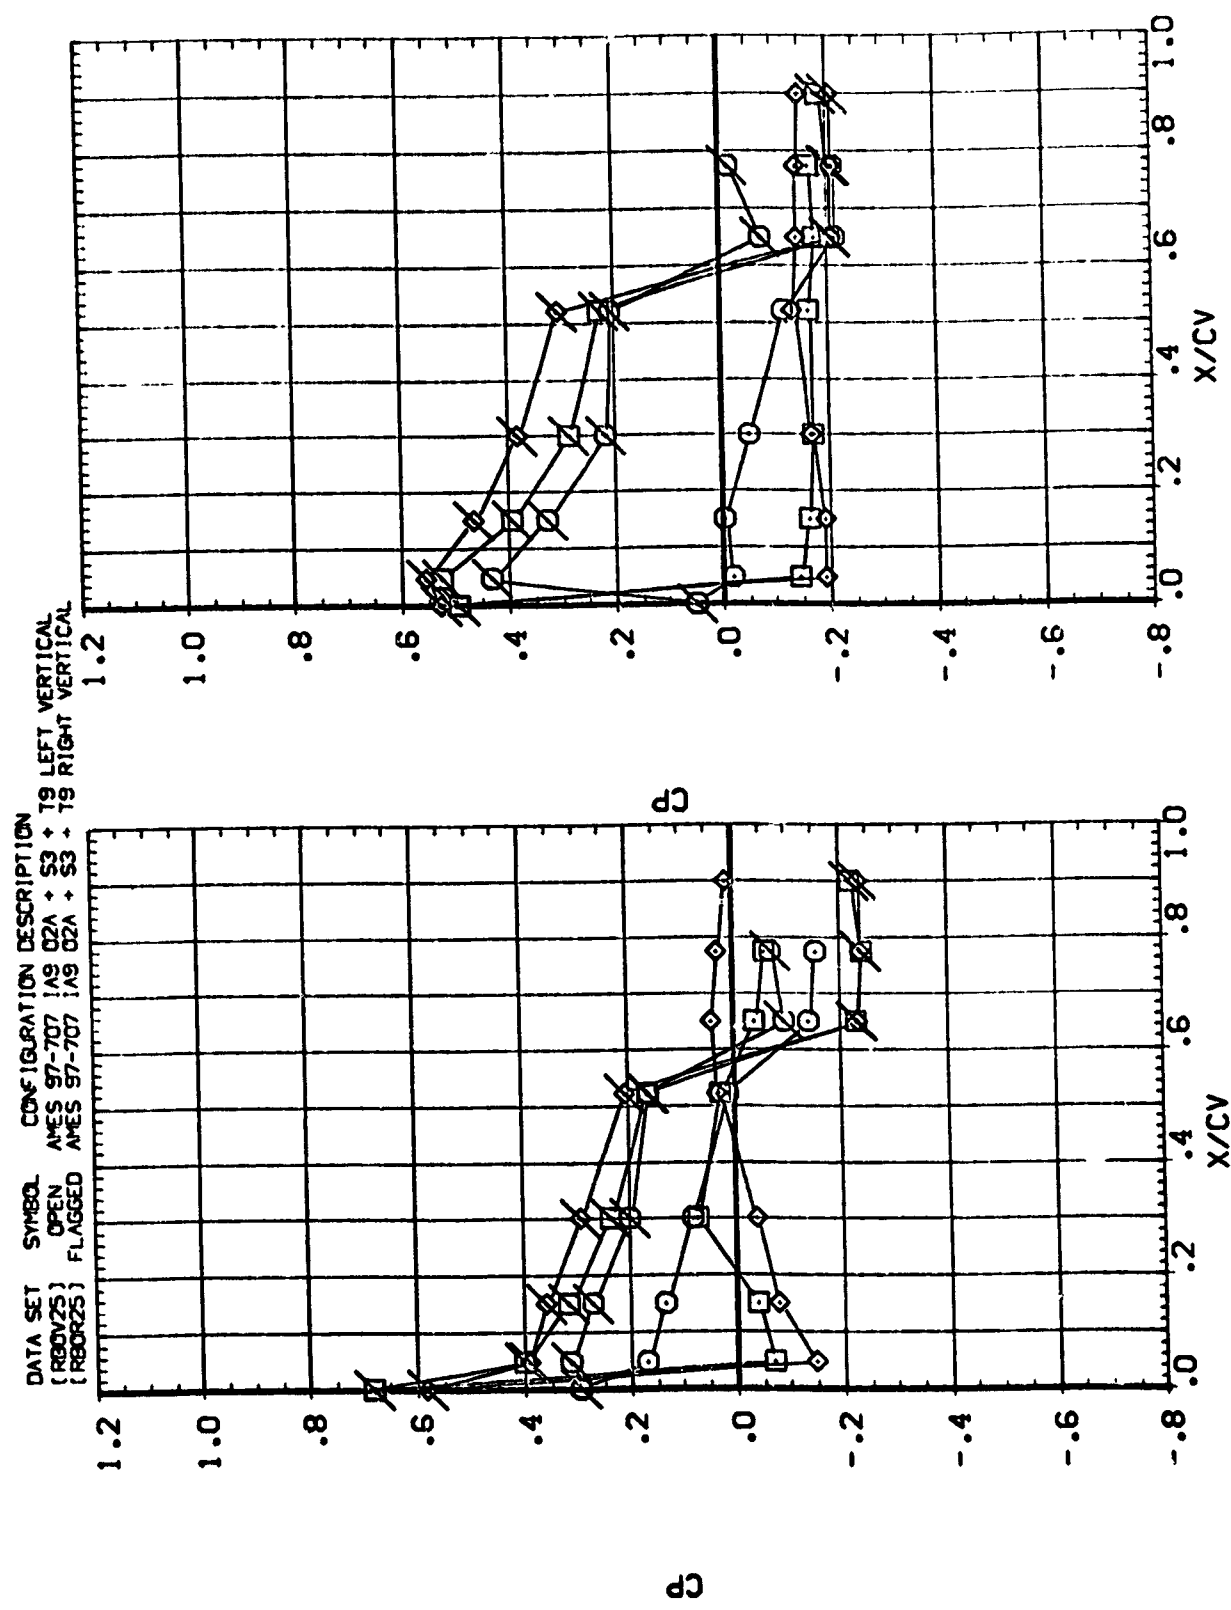 DATA SET SYMBOL CONFIGURATION DESCRIPTION
[RBOV25] OPEN AMES 97-707 IA9 O2A + S3 + T9 LEFT VERTICAL
[RBOR25] FLAGGED AMES 97-707 IA9 O2A + S3 + T9 RIGHT VERTICAL
1.2
1.0
.8
.6
.4
.2
.0
-.2
-.4
-.6
-.8
CP
.0 .2 .4 .6 .8 1.0
X/CV
1.2
1.0
.8
.6
.4
.2
.0
-.2
-.4
-.6
-.8
CP
.0 .2 .4 .6 .8 1.0
X/CV